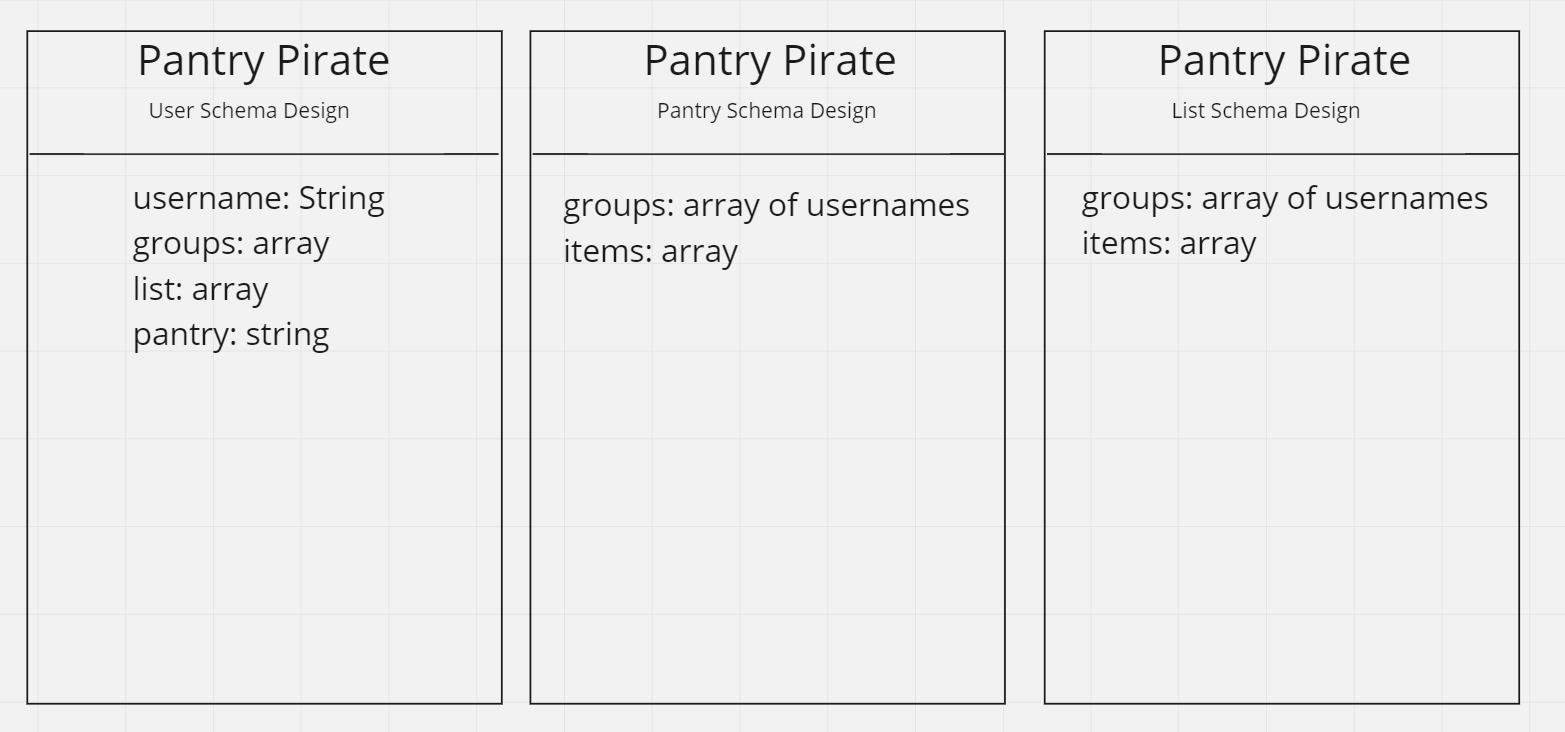 Pantry Pirate
User Schema Design
username: String
groups: array
list: array
pantry: string
Pantry Pirate
Pantry Schema Design
groups: array of usernames
items: array
Pantry Pirate
List Schema Design
groups: array of usernames
items: array